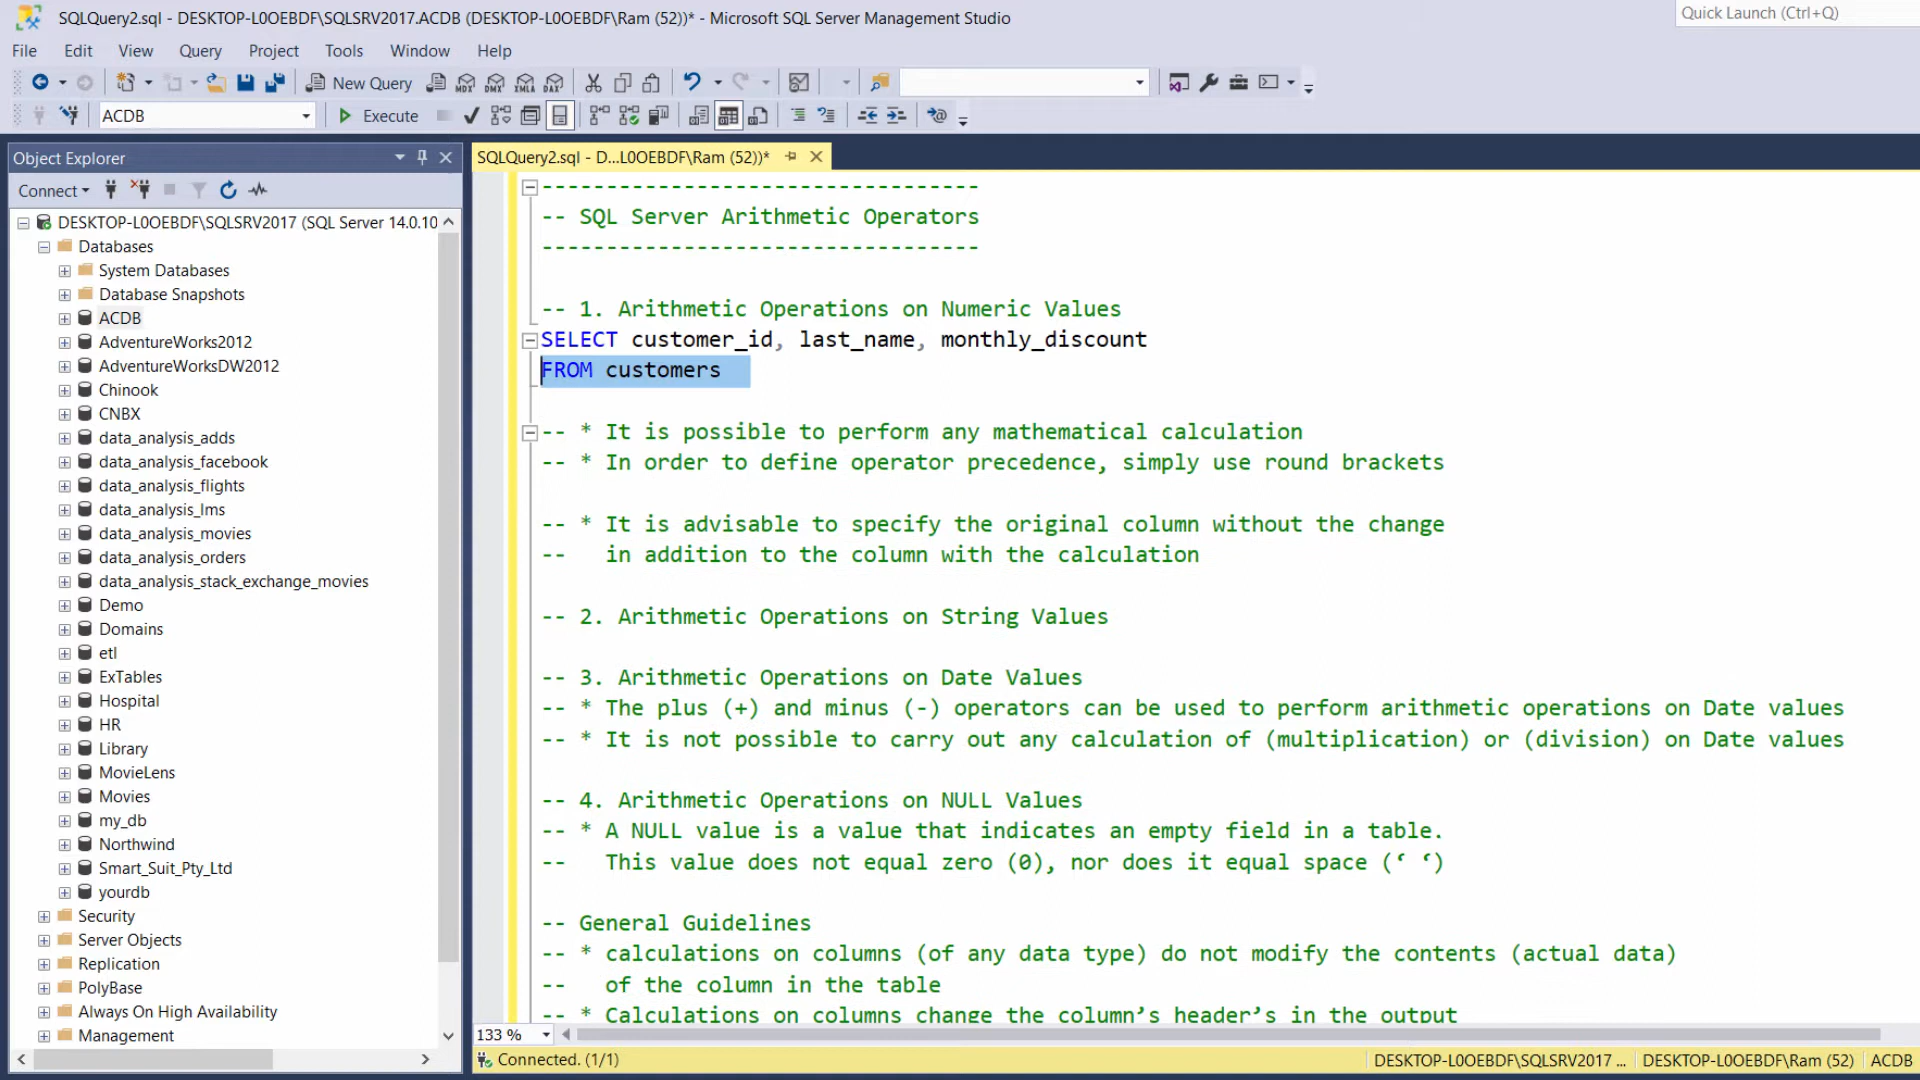 SQLQuery2.sql - DESKTOP-L0OEBDF\SQLSRV2017.ACDB (DESKTOP-L0OEBDF\Ram (52))* - Microsoft SQL Server Management Studio
Quick Launch (Ctrl+Q)
File Edit View Query Project Tools Window Help
New Query MDX DMX XMLA DAX
ACDB Execute
Object Explorer
Connect
DESKTOP-L0OEBDF\SQLSRV2017 (SQL Server 14.0.10
Databases
System Databases
Database Snapshots
ACDB
AdventureWorks2012
AdventureWorksDW2012
Chinook
CNBX
data_analysis_adds
data_analysis_facebook
data_analysis_flights
data_analysis_lms
data_analysis_movies
data_analysis_orders
data_analysis_stack_exchange_movies
Demo
Domains
etl
ExTables
Hospital
HR
Library
MovieLens
Movies
my_db
Northwind
Smart_Suit_Pty_Ltd
yourdb
Security
Server Objects
Replication
PolyBase
Always On High Availability
Management
SQLQuery2.sql - D...L0OEBDF\Ram (52))*
----------------------------------
-- SQL Server Arithmetic Operators
----------------------------------
-- 1. Arithmetic Operations on Numeric Values
SELECT customer_id, last_name, monthly_discount
FROM customers
-- * It is possible to perform any mathematical calculation
-- * In order to define operator precedence, simply use round brackets
-- * It is advisable to specify the original column without the change
--   in addition to the column with the calculation
-- 2. Arithmetic Operations on String Values
-- 3. Arithmetic Operations on Date Values
-- * The plus (+) and minus (-) operators can be used to perform arithmetic operations on Date values
-- * It is not possible to carry out any calculation of (multiplication) or (division) on Date values
-- 4. Arithmetic Operations on NULL Values
-- * A NULL value is a value that indicates an empty field in a table.
--   This value does not equal zero (0), nor does it equal space (‘ ‘)
-- General Guidelines
-- * calculations on columns (of any data type) do not modify the contents (actual data)
--   of the column in the table
-- * Calculations on columns change the column’s header’s in the output
133 %
Connected. (1/1)
DESKTOP-L0OEBDF\SQLSRV2017 ... DESKTOP-L0OEBDF\Ram (52) ACDB